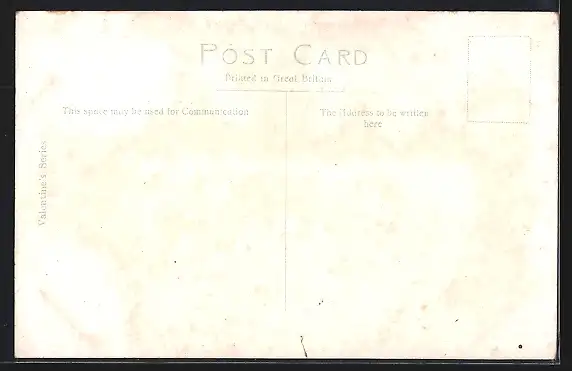 POST CARD
Printed in Great Britain
This space may be used for Communication
The Address to be written
here
Valentine's Series